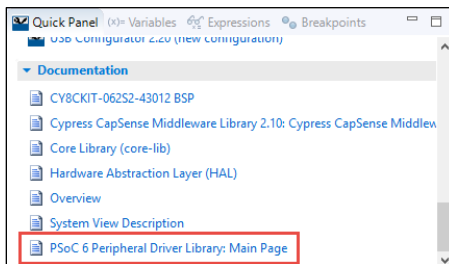 Quick Panel (x)= Variables Expressions Breakpoints
USB Configurator 2.20 (new configuration)
Documentation
CY8CKIT-062S2-43012 BSP
Cypress CapSense Middleware Library 2.10: Cypress CapSense Middlew
Core Library (core-lib)
Hardware Abstraction Layer (HAL)
Overview
System View Description
PSoC 6 Peripheral Driver Library: Main Page